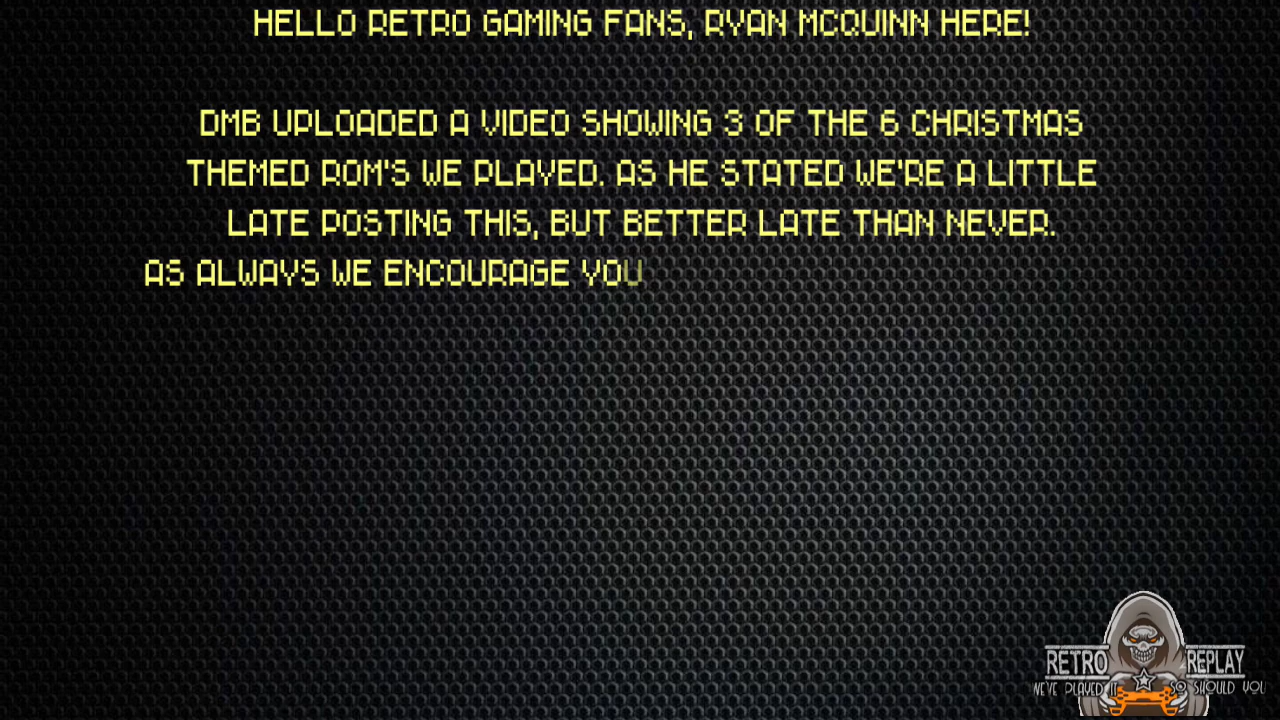 HELLO RETRO GAMING FANS, RYAN MCQUINN HERE!
DMB UPLOADED A VIDEO SHOWING 3 OF THE 6 CHRISTMAS
THEMED ROM'S WE PLAYED. AS HE STATED WE'RE A LITTLE
LATE POSTING THIS, BUT BETTER LATE THAN NEVER.
AS ALWAYS WE ENCOURAGE YOU
RETRO REPLAY
WE'VE PLAYED IT SO SHOULD YOU